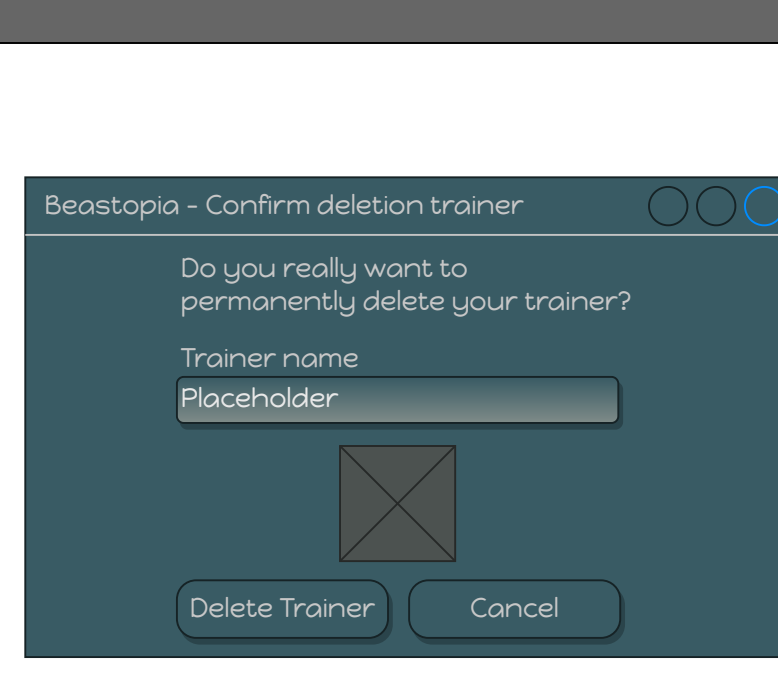 Beastopia - Confirm deletion trainer
Do you really want to
permanently delete your trainer?
Trainer name
Placeholder
Delete Trainer
Cancel